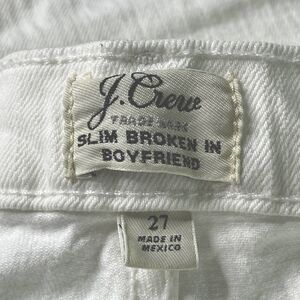 J.Crew
TRADE MARK
SLIM BROKEN IN
BOYFRIEND
27
MADE IN
MEXICO